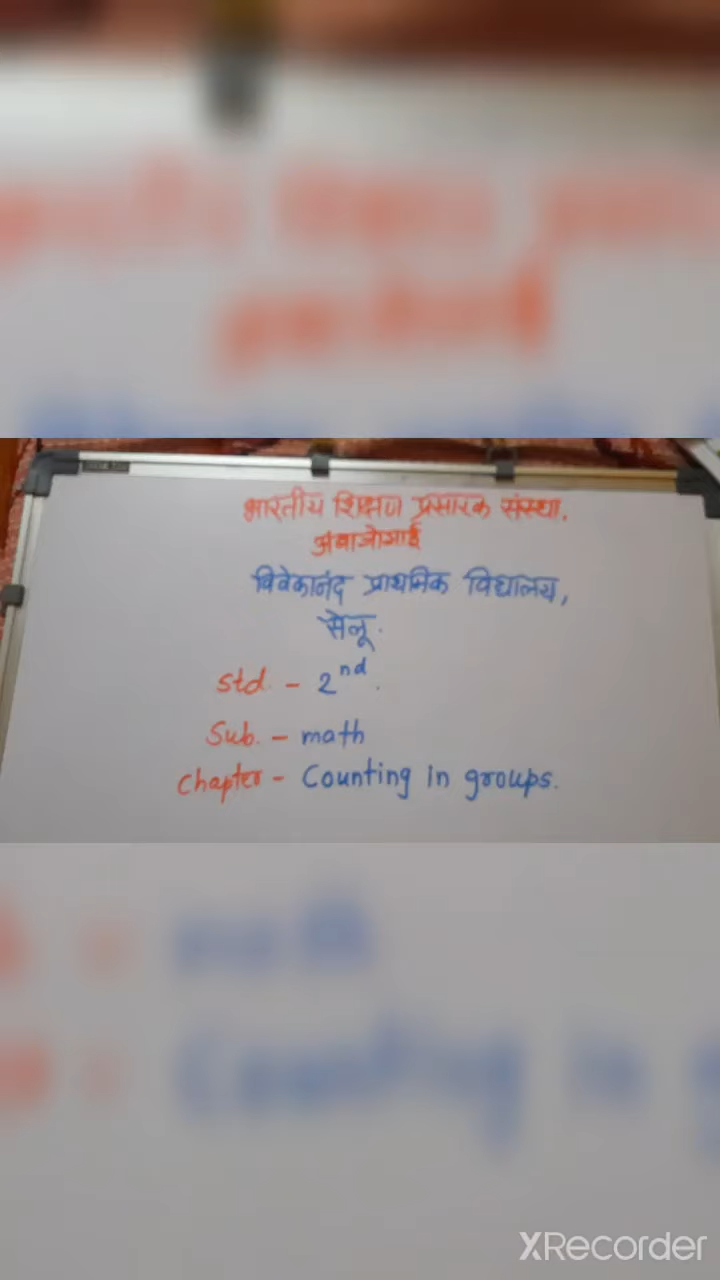 भारतीय शिक्षण प्रसारक संस्था.
अंबाजोगाई
विवेकानंद प्राथमिक विद्यालय,
सेलू.
Std - 2nd.
Sub. - math
Chapter - Counting in groups.
XRecorder